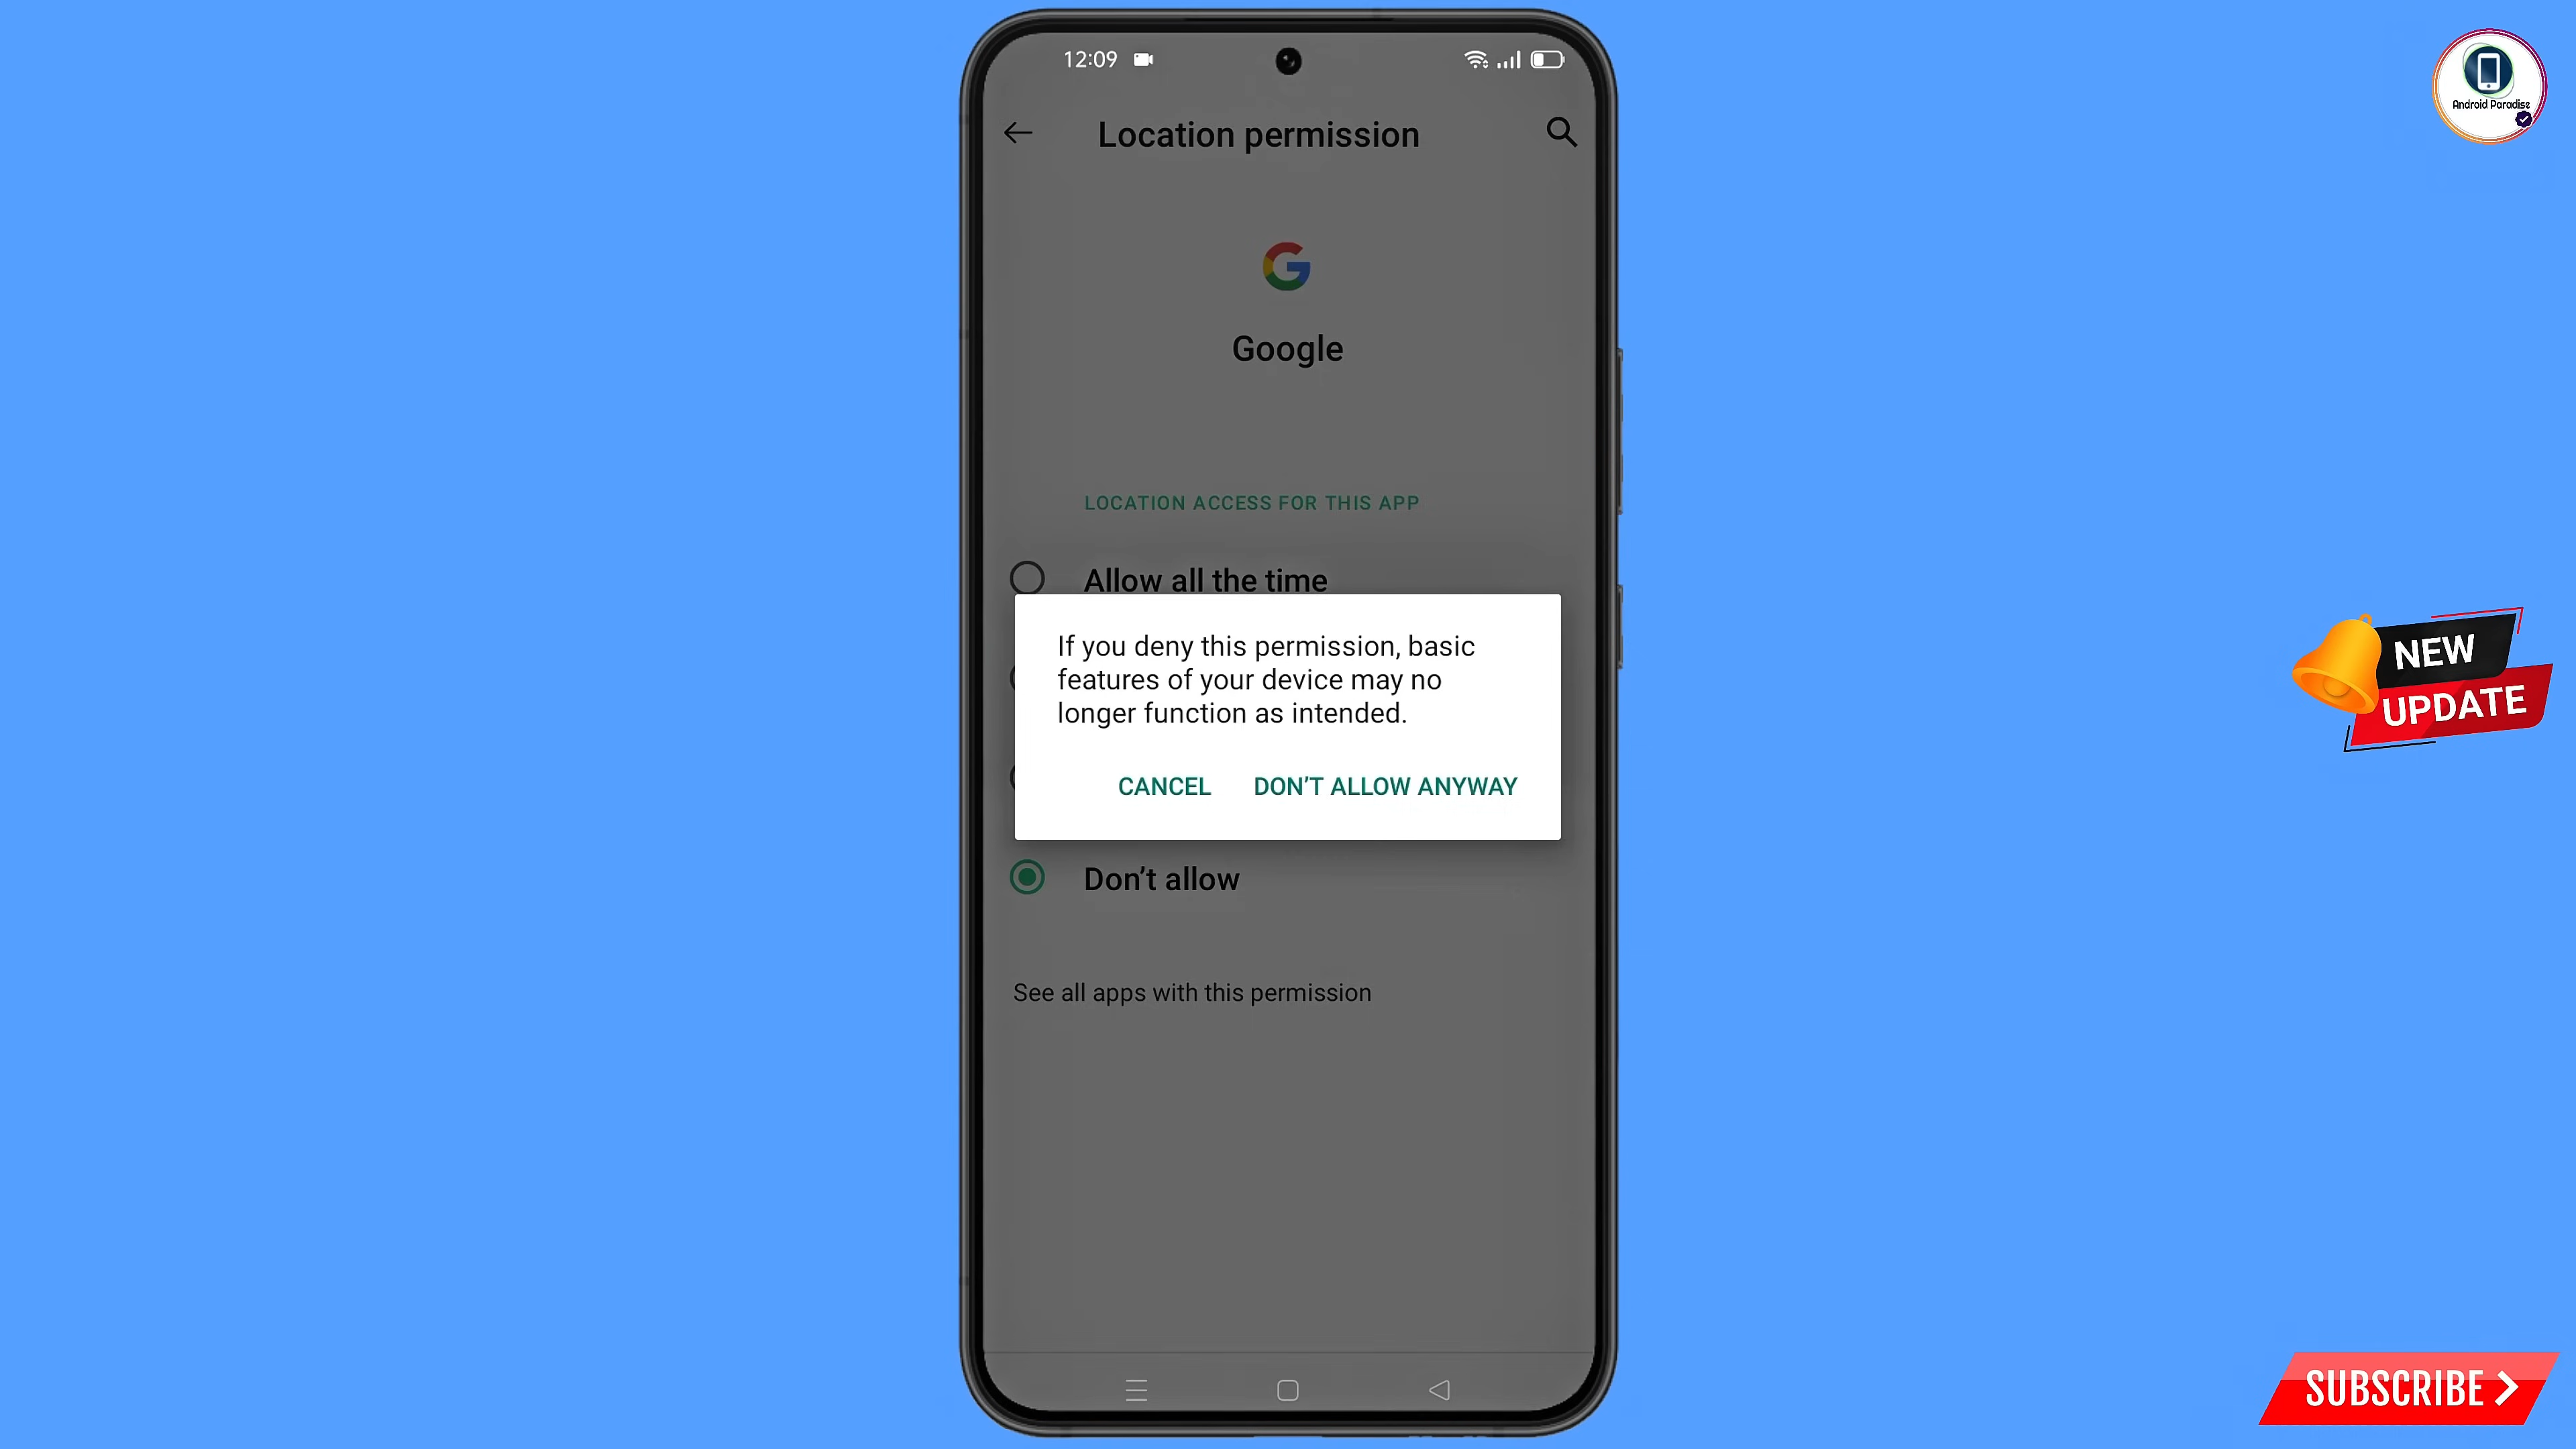 12:09
Android Paradise
Location permission
Google
LOCATION ACCESS FOR THIS APP
Allow all the time
If you deny this permission, basic
features of your device may no
longer function as intended.
CANCEL DON’T ALLOW ANYWAY
NEW
UPDATE
Don’t allow
See all apps with this permission
SUBSCRIBE